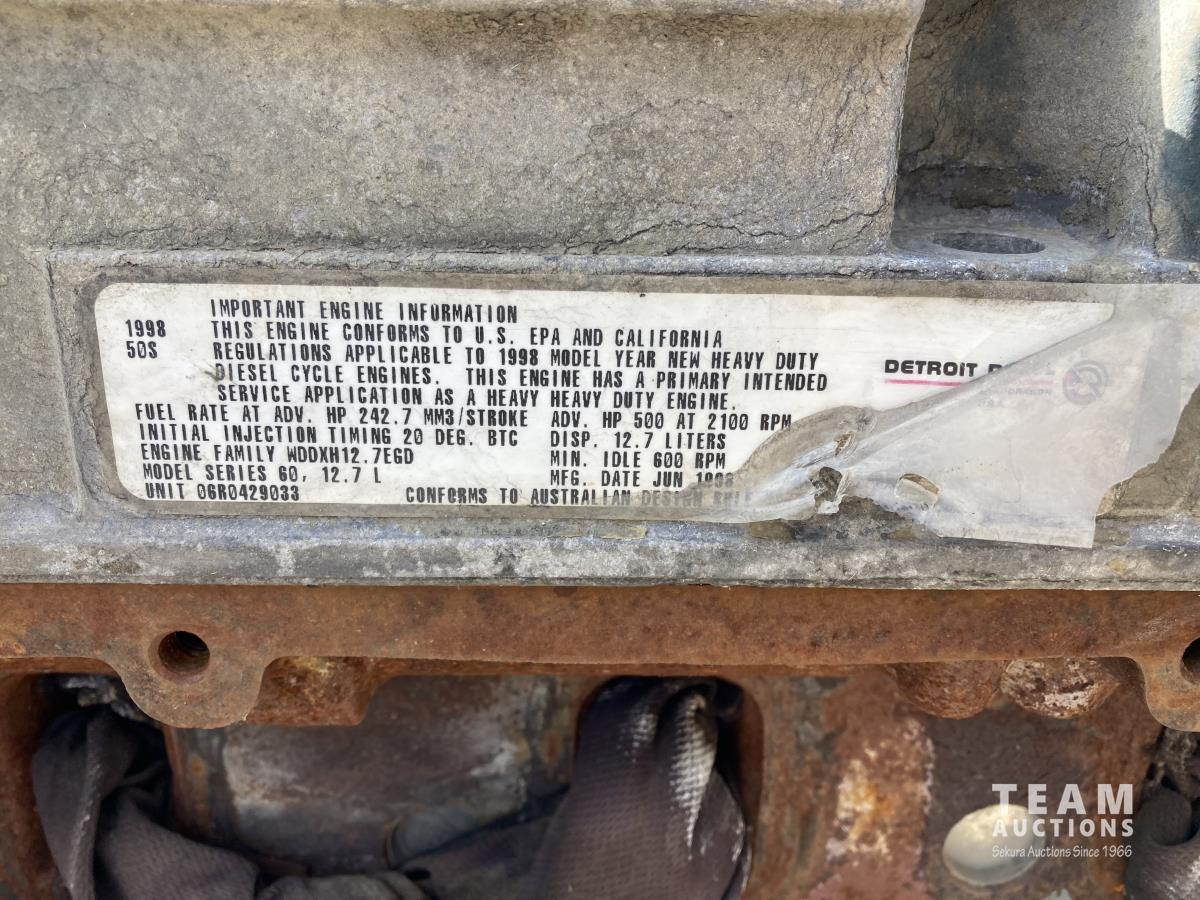 IMPORTANT ENGINE INFORMATION
1998 THIS ENGINE CONFORMS TO U.S. EPA AND CALIFORNIA
50S REGULATIONS APPLICABLE TO 1998 MODEL YEAR NEW HEAVY DUTY
DIESEL CYCLE ENGINES. THIS ENGINE HAS A PRIMARY INTENDED
SERVICE APPLICATION AS A HEAVY HEAVY DUTY ENGINE.
FUEL RATE AT ADV. HP 242.7 MM3/STROKE ADV. HP 500 AT 2100 RPM
INITIAL INJECTION TIMING 20 DEG. BTC DISP. 12.7 LITERS
ENGINE FAMILY WDDXH12.7EGD MIN. IDLE 600 RPM
MODEL SERIES 60, 12.7 L MFG. DATE JUN 1998
UNIT 06R0429033 CONFORMS TO AUSTRALIAN DESIGN RULE
DETROIT
TEAM
AUCTIONS
Sekura Auctions Since 1966